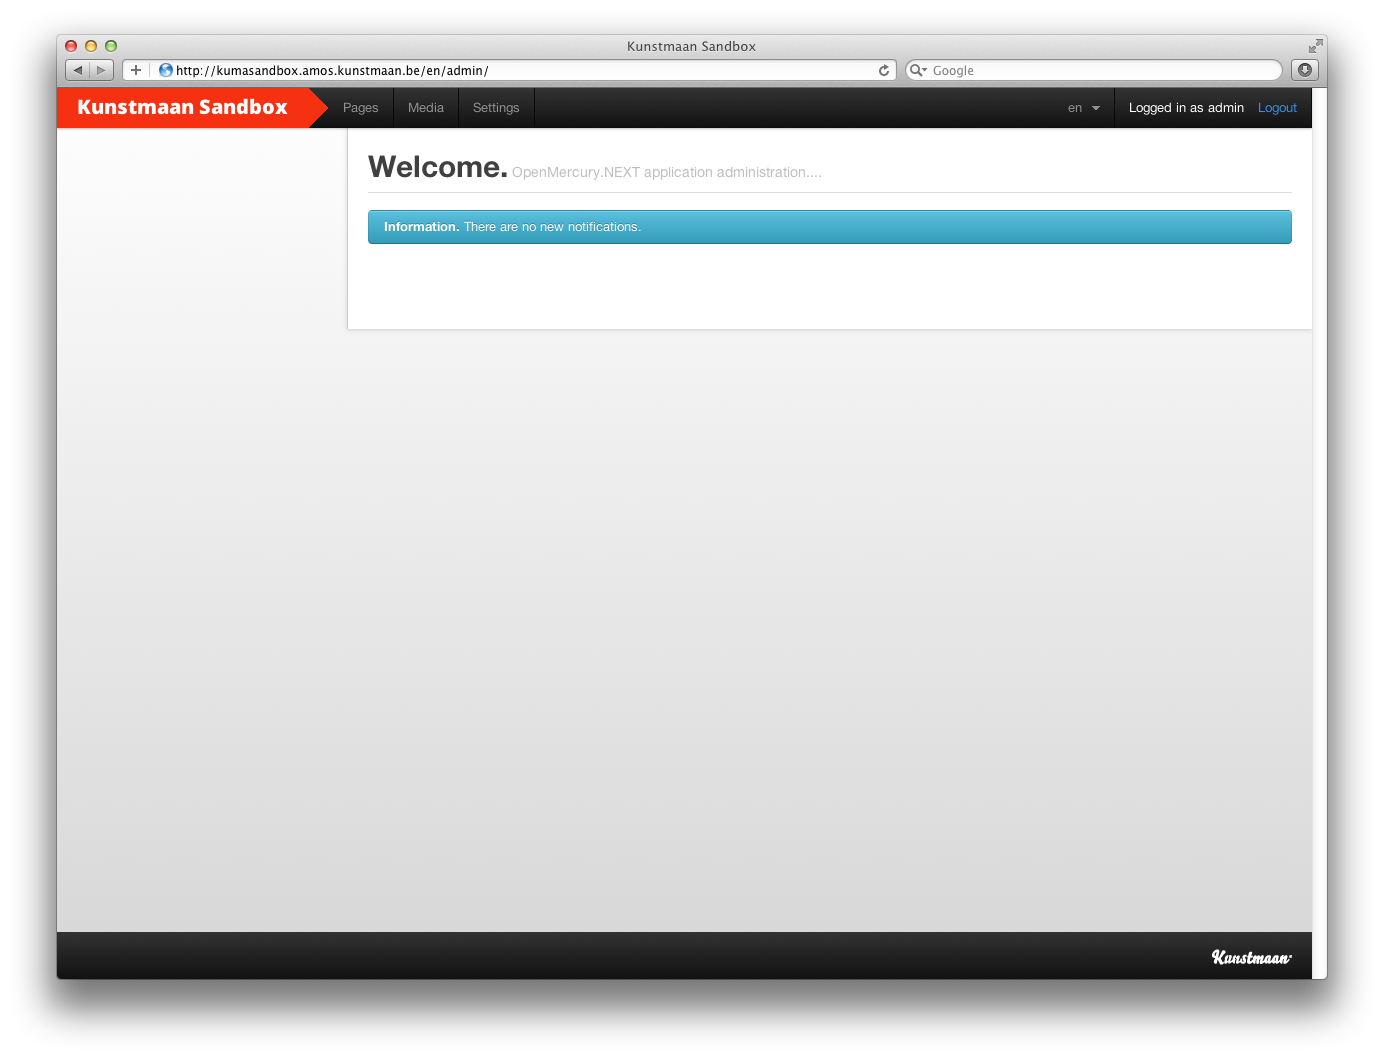 Kunstmaan Sandbox
http://kumasandbox.amos.kunstmaan.be/en/admin/
Google
Kunstmaan Sandbox
Pages
Media
Settings
en
Logged in as admin
Logout
Welcome. OpenMercury.NEXT application administration....
Information. There are no new notifications.
Kunstmaan